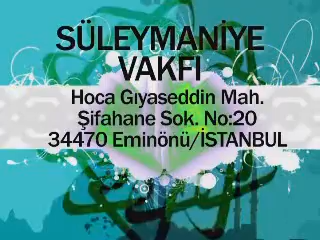 SÜLEYMANİYE
VAKFI
Hoca Gıyaseddin Mah.
Şifahane Sok. No:20
34470 Eminönü/İSTANBUL